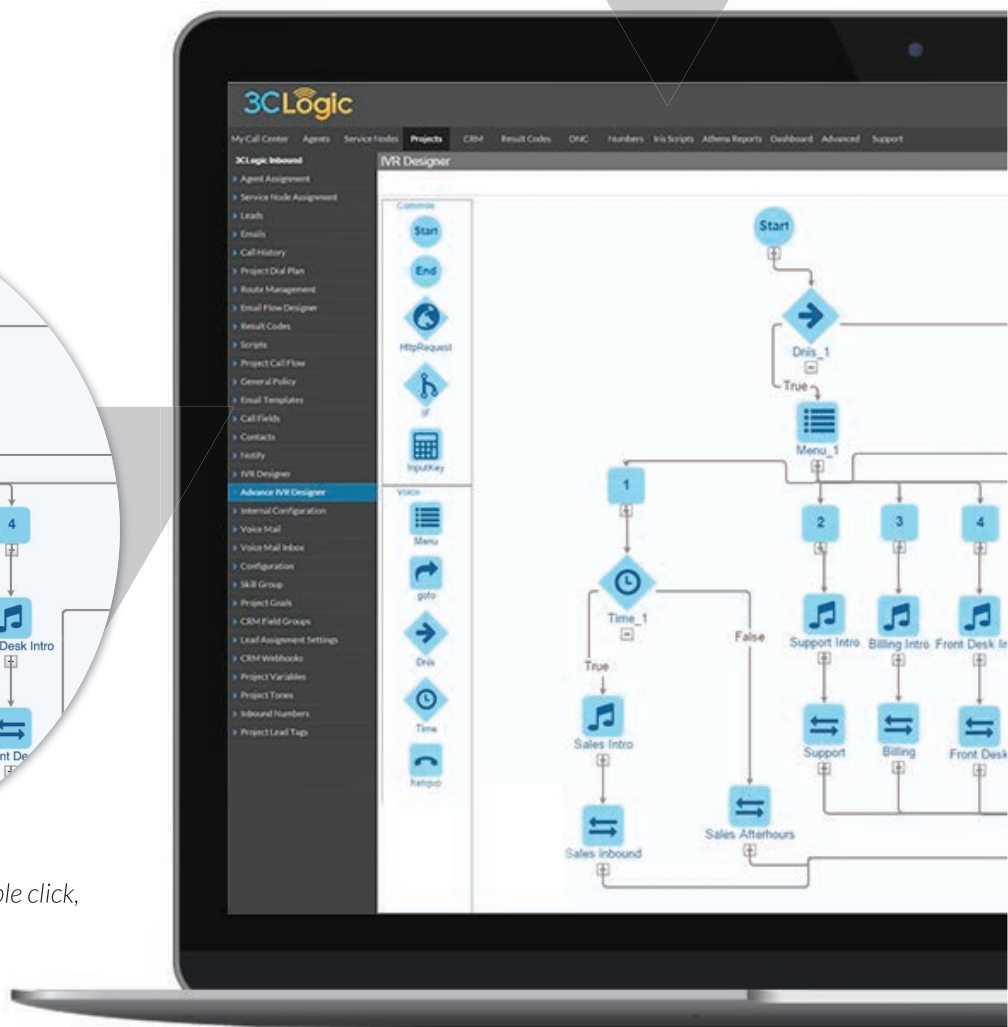 3CLogic
My Call Center Agents Service Nodes Projects CRM Result Codes DNC Numbers Iris Scripts Athena Reports Dashboard Advanced Support
3CLogic Inbound
IVR Designer
Agent Assignment
Service Node Assignment
Leads
Emails
Call History
Project Dial Plan
Route Management
Email Flow Designer
Result Codes
Scripts
Project Call Flow
General Policy
Email Templates
Call Fields
Contacts
Notify
IVR Designer
Advance IVR Designer
Internal Configuration
Voice Mail
Voice Mail Inbox
Configuration
Skill Group
Project Goals
CRM Field Groups
Lead Assignment Settings
CRM Webhooks
Project Variables
Project Tones
Inbound Numbers
Project Lead Tags
Common
Start
End
HttpRequest
IF
InputKey
Voice
Menu
goto
Dnis
Time
hangup
Start
Dnis_1
True
Menu_1
1
2
3
4
Time_1
True
False
Support Intro
Billing Intro
Front Desk In
Sales Intro
Support
Billing
Front Desk
Sales Afterhours
Sales Inbound
4
Desk Intro
nt De
ple click,